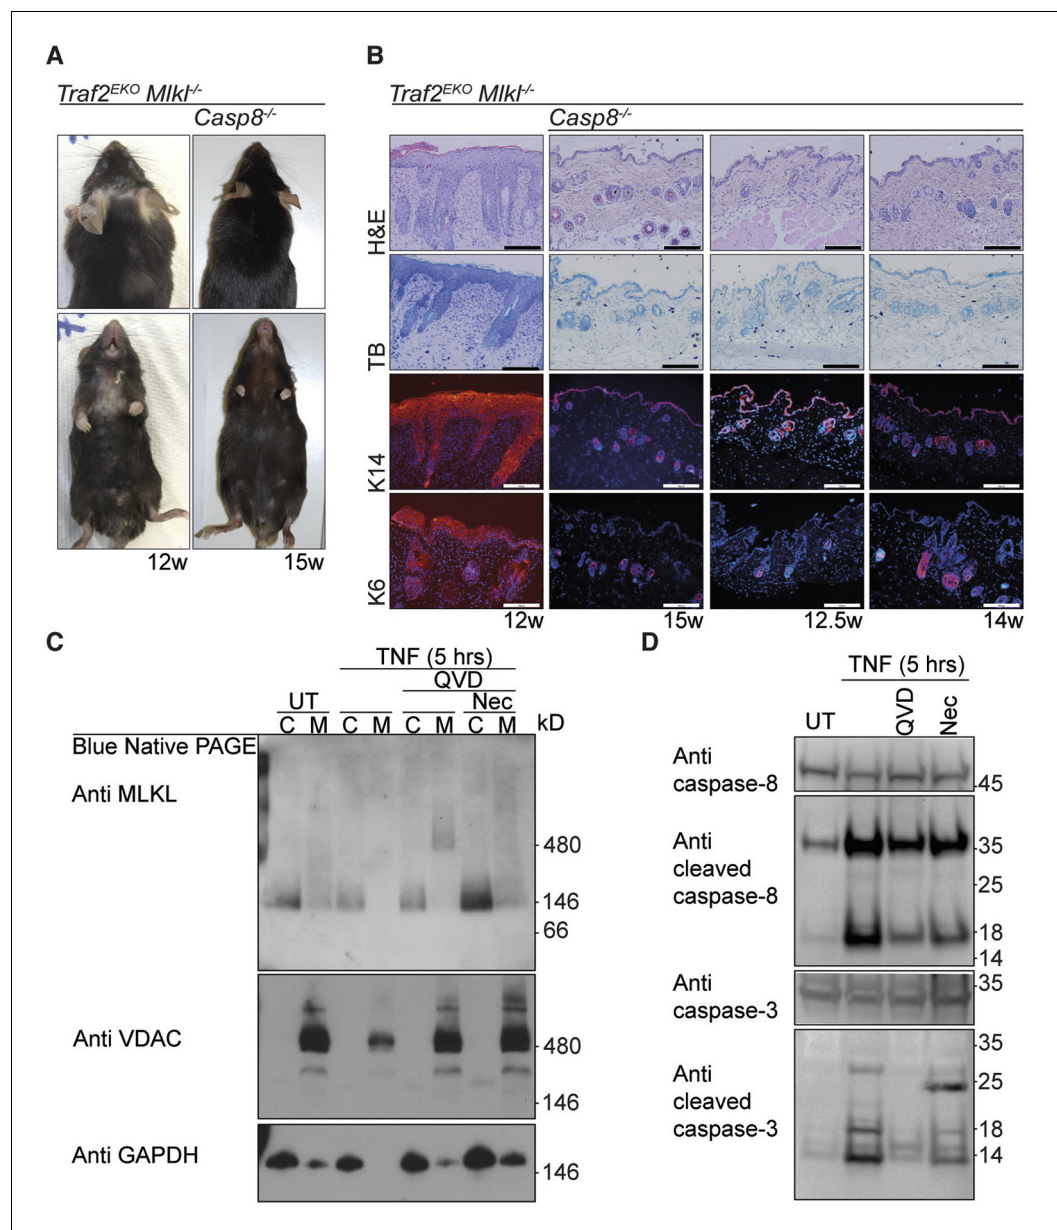 A
Traf2EKO Mlkl-/-
Casp8-/-
12w
15w
B
Traf2EKO Mlkl-/-
Casp8-/-
H&E
TB
K14
K6
12w
15w
12.5w
14w
C
TNF (5 hrs)
QVD
UT
Nec
C M C M C M C M
kD
Blue Native PAGE
Anti MLKL
480
146
66
Anti VDAC
480
146
Anti GAPDH
146
D
TNF (5 hrs)
UT
QVD
Nec
Anti
caspase-8
45
Anti
cleaved
caspase-8
35
25
18
14
Anti
caspase-3
35
Anti
cleaved
caspase-3
35
25
18
14